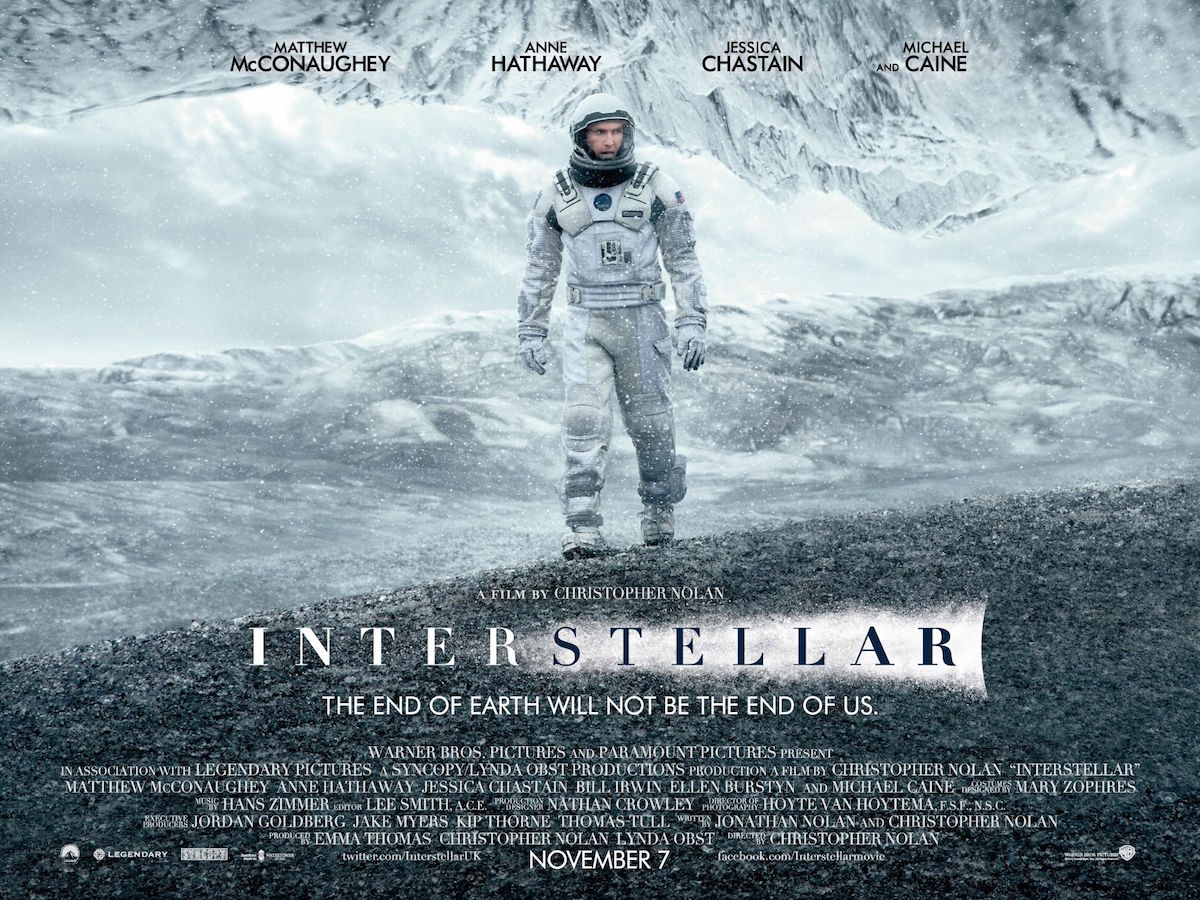 MATTHEW McCONAUGHEY
ANNE HATHAWAY
JESSICA CHASTAIN
AND MICHAEL CAINE
A FILM BY CHRISTOPHER NOLAN
INTERSTELLAR
THE END OF EARTH WILL NOT BE THE END OF US.
WARNER BROS. PICTURES AND PARAMOUNT PICTURES PRESENT
IN ASSOCIATION WITH LEGENDARY PICTURES A SYNCOPY/LYNDA OBST PRODUCTIONS PRODUCTION A FILM BY CHRISTOPHER NOLAN "INTERSTELLAR"
MATTHEW McCONAUGHEY ANNE HATHAWAY JESSICA CHASTAIN BILL IRWIN ELLEN BURSTYN AND MICHAEL CAINE COSTUMES DESIGNED BY MARY ZOPHRES
MUSIC BY HANS ZIMMER EDITOR LEE SMITH, A.C.E. PRODUCTION DESIGNER NATHAN CROWLEY DIRECTOR OF PHOTOGRAPHY HOYTE VAN HOYTEMA, F.S.F., N.S.C.
EXECUTIVE PRODUCERS JORDAN GOLDBERG JAKE MYERS KIP THORNE THOMAS TULL WRITTEN BY JONATHAN NOLAN AND CHRISTOPHER NOLAN
PRODUCED BY EMMA THOMAS CHRISTOPHER NOLAN LYNDA OBST DIRECTED BY CHRISTOPHER NOLAN
LEGENDARY
twitter.com/InterstellarUK
NOVEMBER 7
facebook.com/Interstellarmovie
WARNER BROS. PICTURES